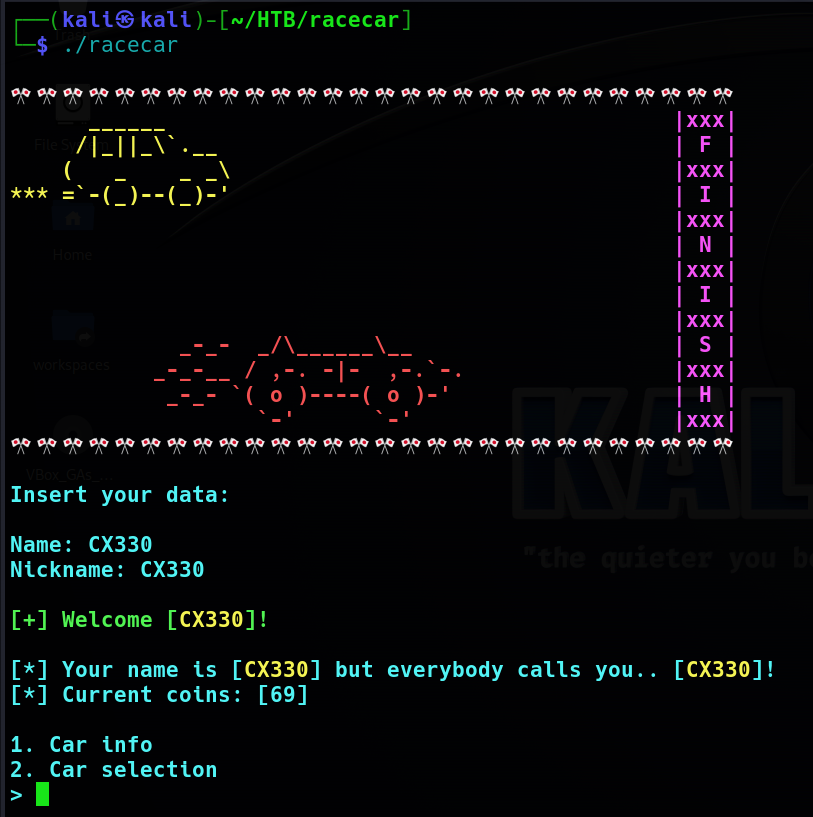 ┌──(kali㉿kali)-[~/HTB/racecar]
└─$ ./racecar
🎌🎌🎌🎌🎌🎌🎌🎌🎌🎌🎌🎌🎌🎌🎌🎌🎌🎌🎌🎌🎌🎌🎌🎌🎌🎌🎌🎌
      ______                                       |xxx|
     /|_||_\`.__                                   | F |
    (   _    _ _\                                  |xxx|
*** =`-(_)--(_)-'                                  | I |
                                                   |xxx|
                                                   | N |
                                                   |xxx|
                                                   | I |
                                                   |xxx|
             _-_-  _/\______\__                    | S |
           _-_-__ / ,-. -|-  ,-.`-.                |xxx|
            _-_- `( o )----( o )-'                 | H |
                   `-'      `-'                    |xxx|
🎌🎌🎌🎌🎌🎌🎌🎌🎌🎌🎌🎌🎌🎌🎌🎌🎌🎌🎌🎌🎌🎌🎌🎌🎌🎌🎌🎌
Insert your data:
Name: CX330
Nickname: CX330
[+] Welcome [CX330]!
[*] Your name is [CX330] but everybody calls you.. [CX330]!
[*] Current coins: [69]
1. Car info
2. Car selection
>
File System
Home
workspaces
VBox_GAs_...
KAL
"the quieter you be